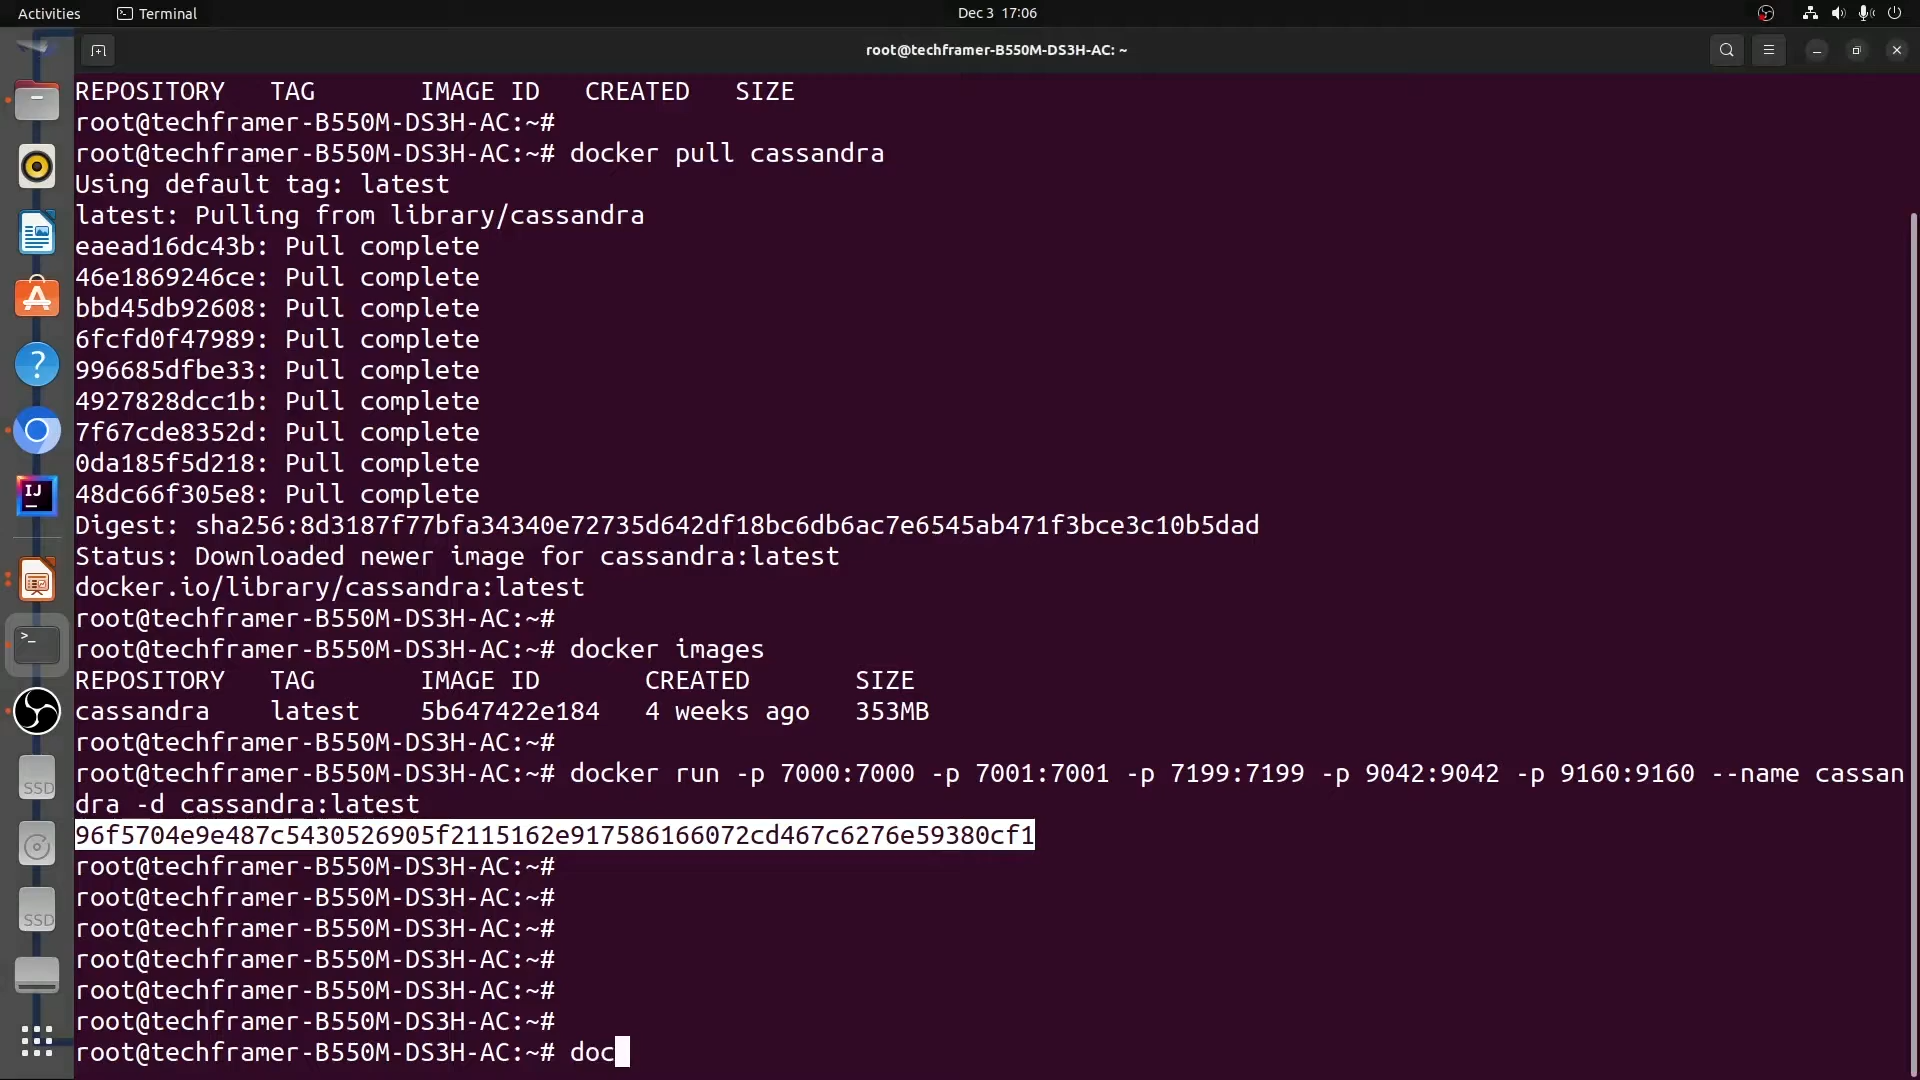 Activities Terminal Dec 3 17:06
root@techframer-B550M-DS3H-AC: ~
REPOSITORY TAG IMAGE ID CREATED SIZE
root@techframer-B550M-DS3H-AC:~#
root@techframer-B550M-DS3H-AC:~# docker pull cassandra
Using default tag: latest
latest: Pulling from library/cassandra
eaead16dc43b: Pull complete
46e1869246ce: Pull complete
bbd45db92608: Pull complete
6fcfd0f47989: Pull complete
996685dfbe33: Pull complete
4927828dcc1b: Pull complete
7f67cde8352d: Pull complete
0da185f5d218: Pull complete
48dc66f305e8: Pull complete
Digest: sha256:8d3187f77bfa34340e72735d642df18bc6db6ac7e6545ab471f3bce3c10b5dad
Status: Downloaded newer image for cassandra:latest
docker.io/library/cassandra:latest
root@techframer-B550M-DS3H-AC:~#
root@techframer-B550M-DS3H-AC:~# docker images
REPOSITORY TAG IMAGE ID CREATED SIZE
cassandra latest 5b647422e184 4 weeks ago 353MB
root@techframer-B550M-DS3H-AC:~#
root@techframer-B550M-DS3H-AC:~# docker run -p 7000:7000 -p 7001:7001 -p 7199:7199 -p 9042:9042 -p 9160:9160 --name cassan
dra -d cassandra:latest
96f5704e9e487c5430526905f2115162e917586166072cd467c6276e59380cf1
root@techframer-B550M-DS3H-AC:~#
root@techframer-B550M-DS3H-AC:~#
root@techframer-B550M-DS3H-AC:~#
root@techframer-B550M-DS3H-AC:~#
root@techframer-B550M-DS3H-AC:~#
root@techframer-B550M-DS3H-AC:~#
root@techframer-B550M-DS3H-AC:~# doc
IJ
SSD
SSD